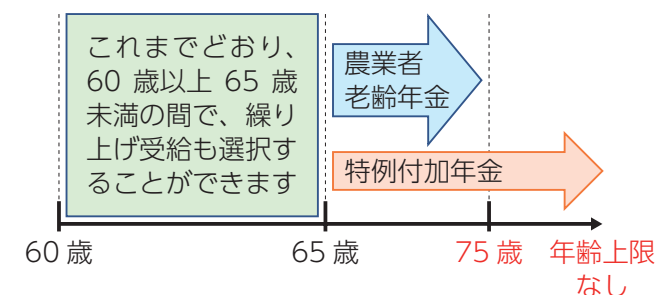 これまでどおり、
60 歳以上 65 歳
未満の間で、繰り
上げ受給も選択す
ることができます
農業者
老齢年金
特例付加年金
60 歳
65 歳
75 歳
年齢上限
なし